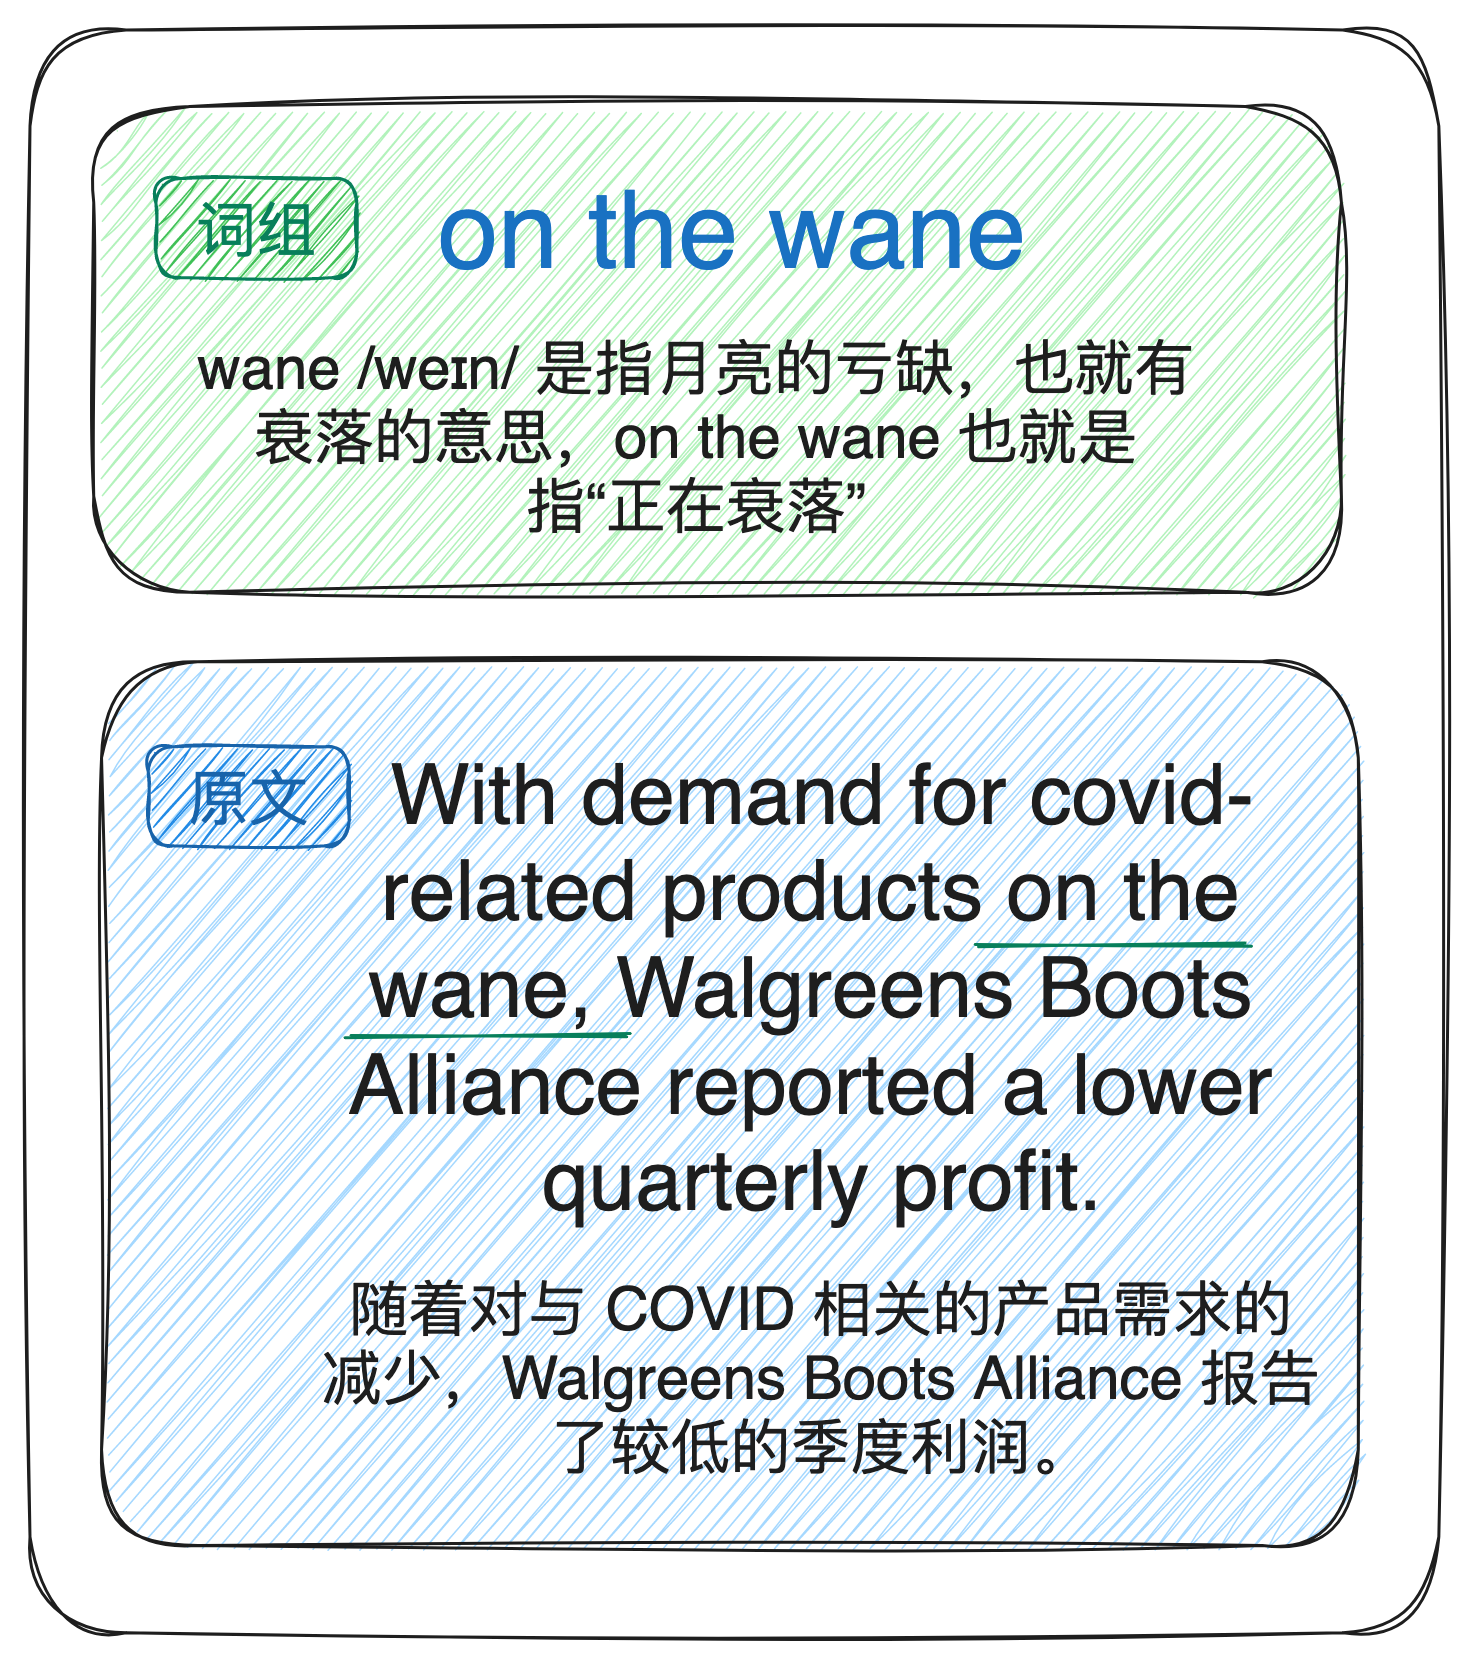 词组
on the wane
wane /weɪn/ 是指月亮的亏缺，也就有
衰落的意思，on the wane 也就是
指“正在衰落”
原文
With demand for covid-
related products on the
wane, Walgreens Boots
Alliance reported a lower
quarterly profit.
随着对与 COVID 相关的产品需求的
减少，Walgreens Boots Alliance 报告
了较低的季度利润。